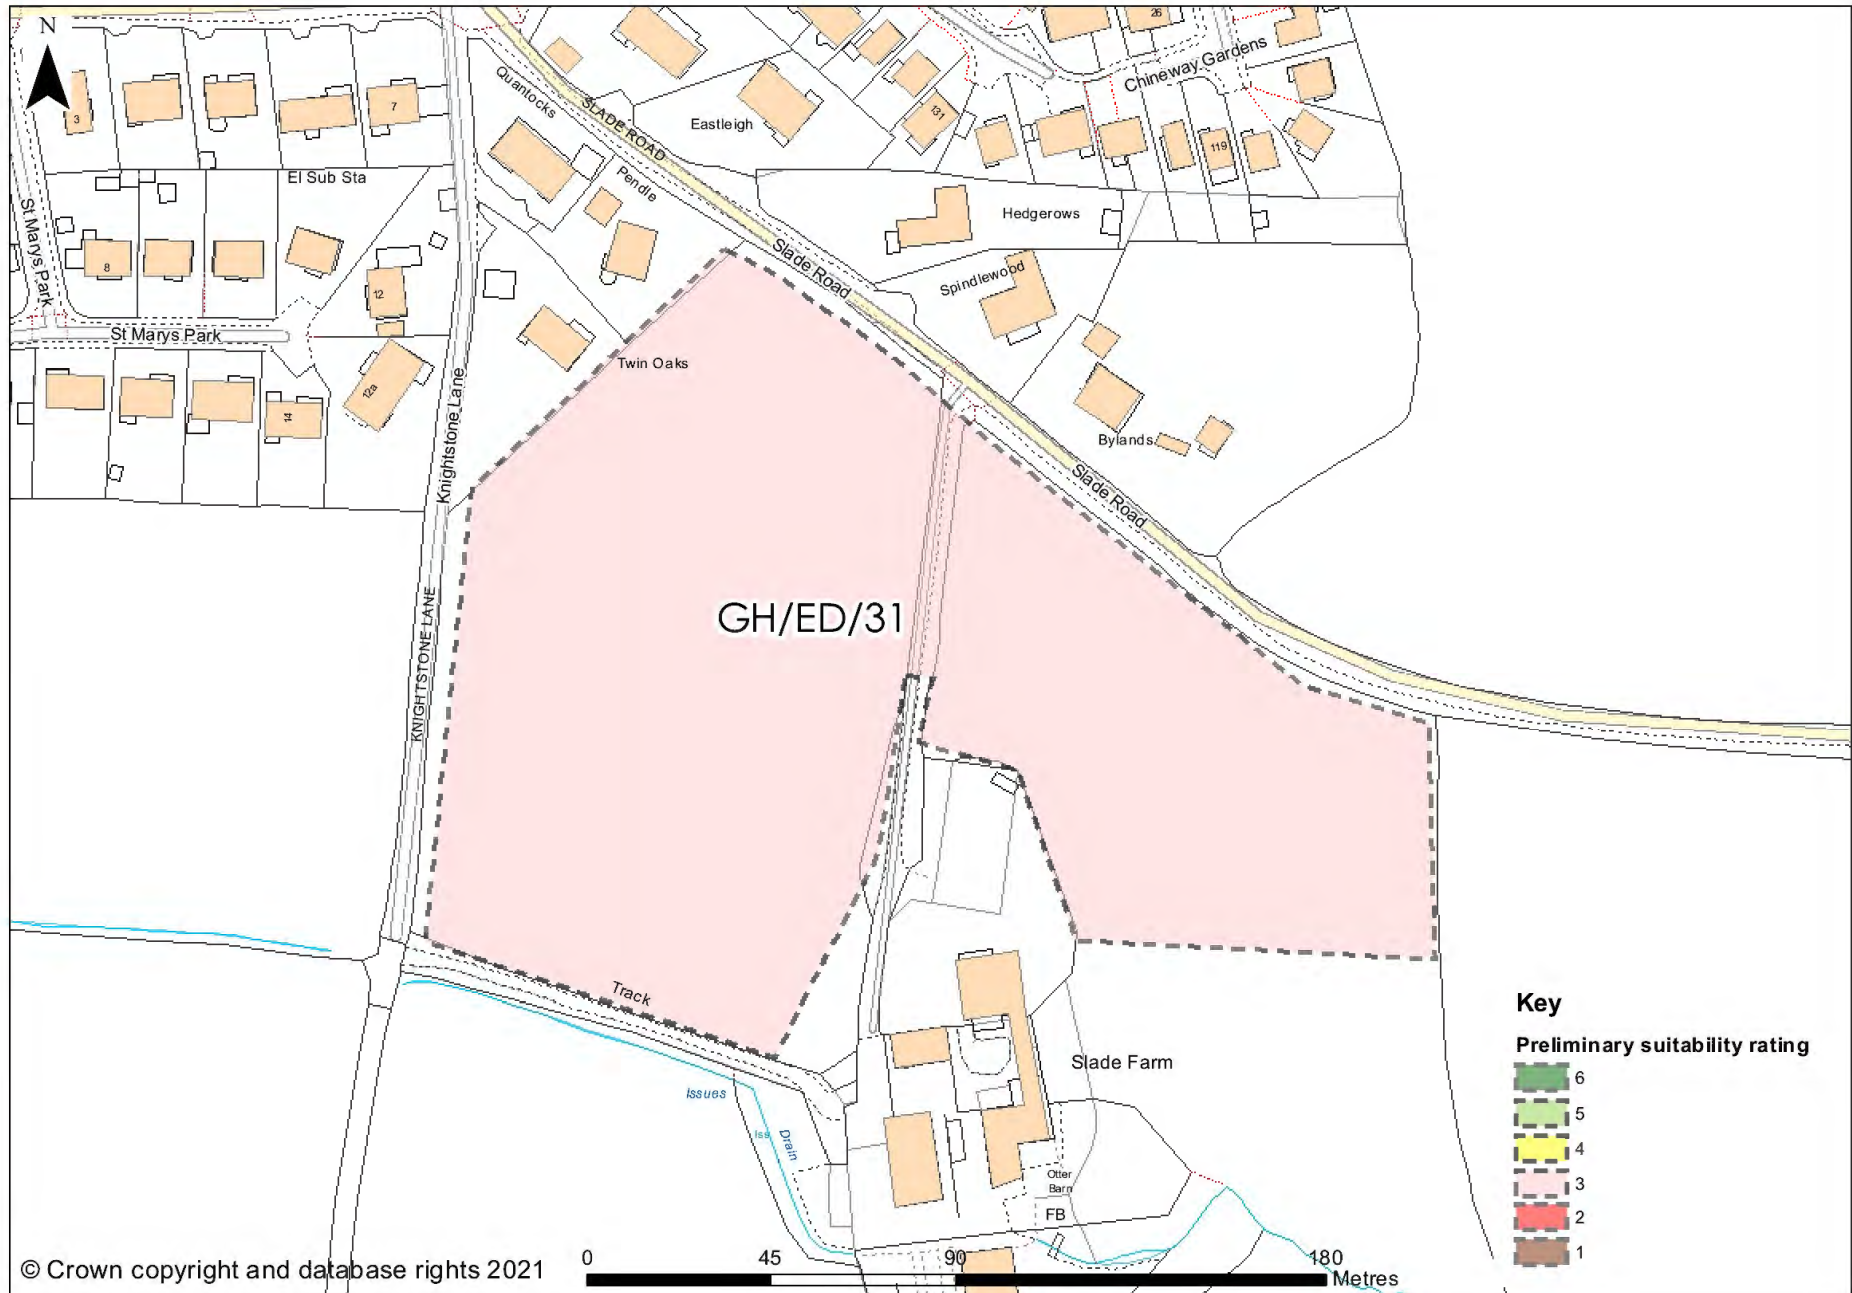 N
26
Chineway Gardens
Quantocks
SLADE ROAD
Eastleigh
131
3
7
119
El Sub Sta
Pendle
St Marys Park
Hedgerows
8
12
Slade Road
Spindlewood
St Marys Park
Twin Oaks
12a
14
Knightstone Lane
Bylands
Slade Road
GH/ED/31
KNIGHTSTONE LANE
Track
Slade Farm
Issues
Iss
Drain
Otter
Barn
FB
Key
Preliminary suitability rating
6
5
4
3
2
1
© Crown copyright and database rights 2021
0 45 90 180
Metres